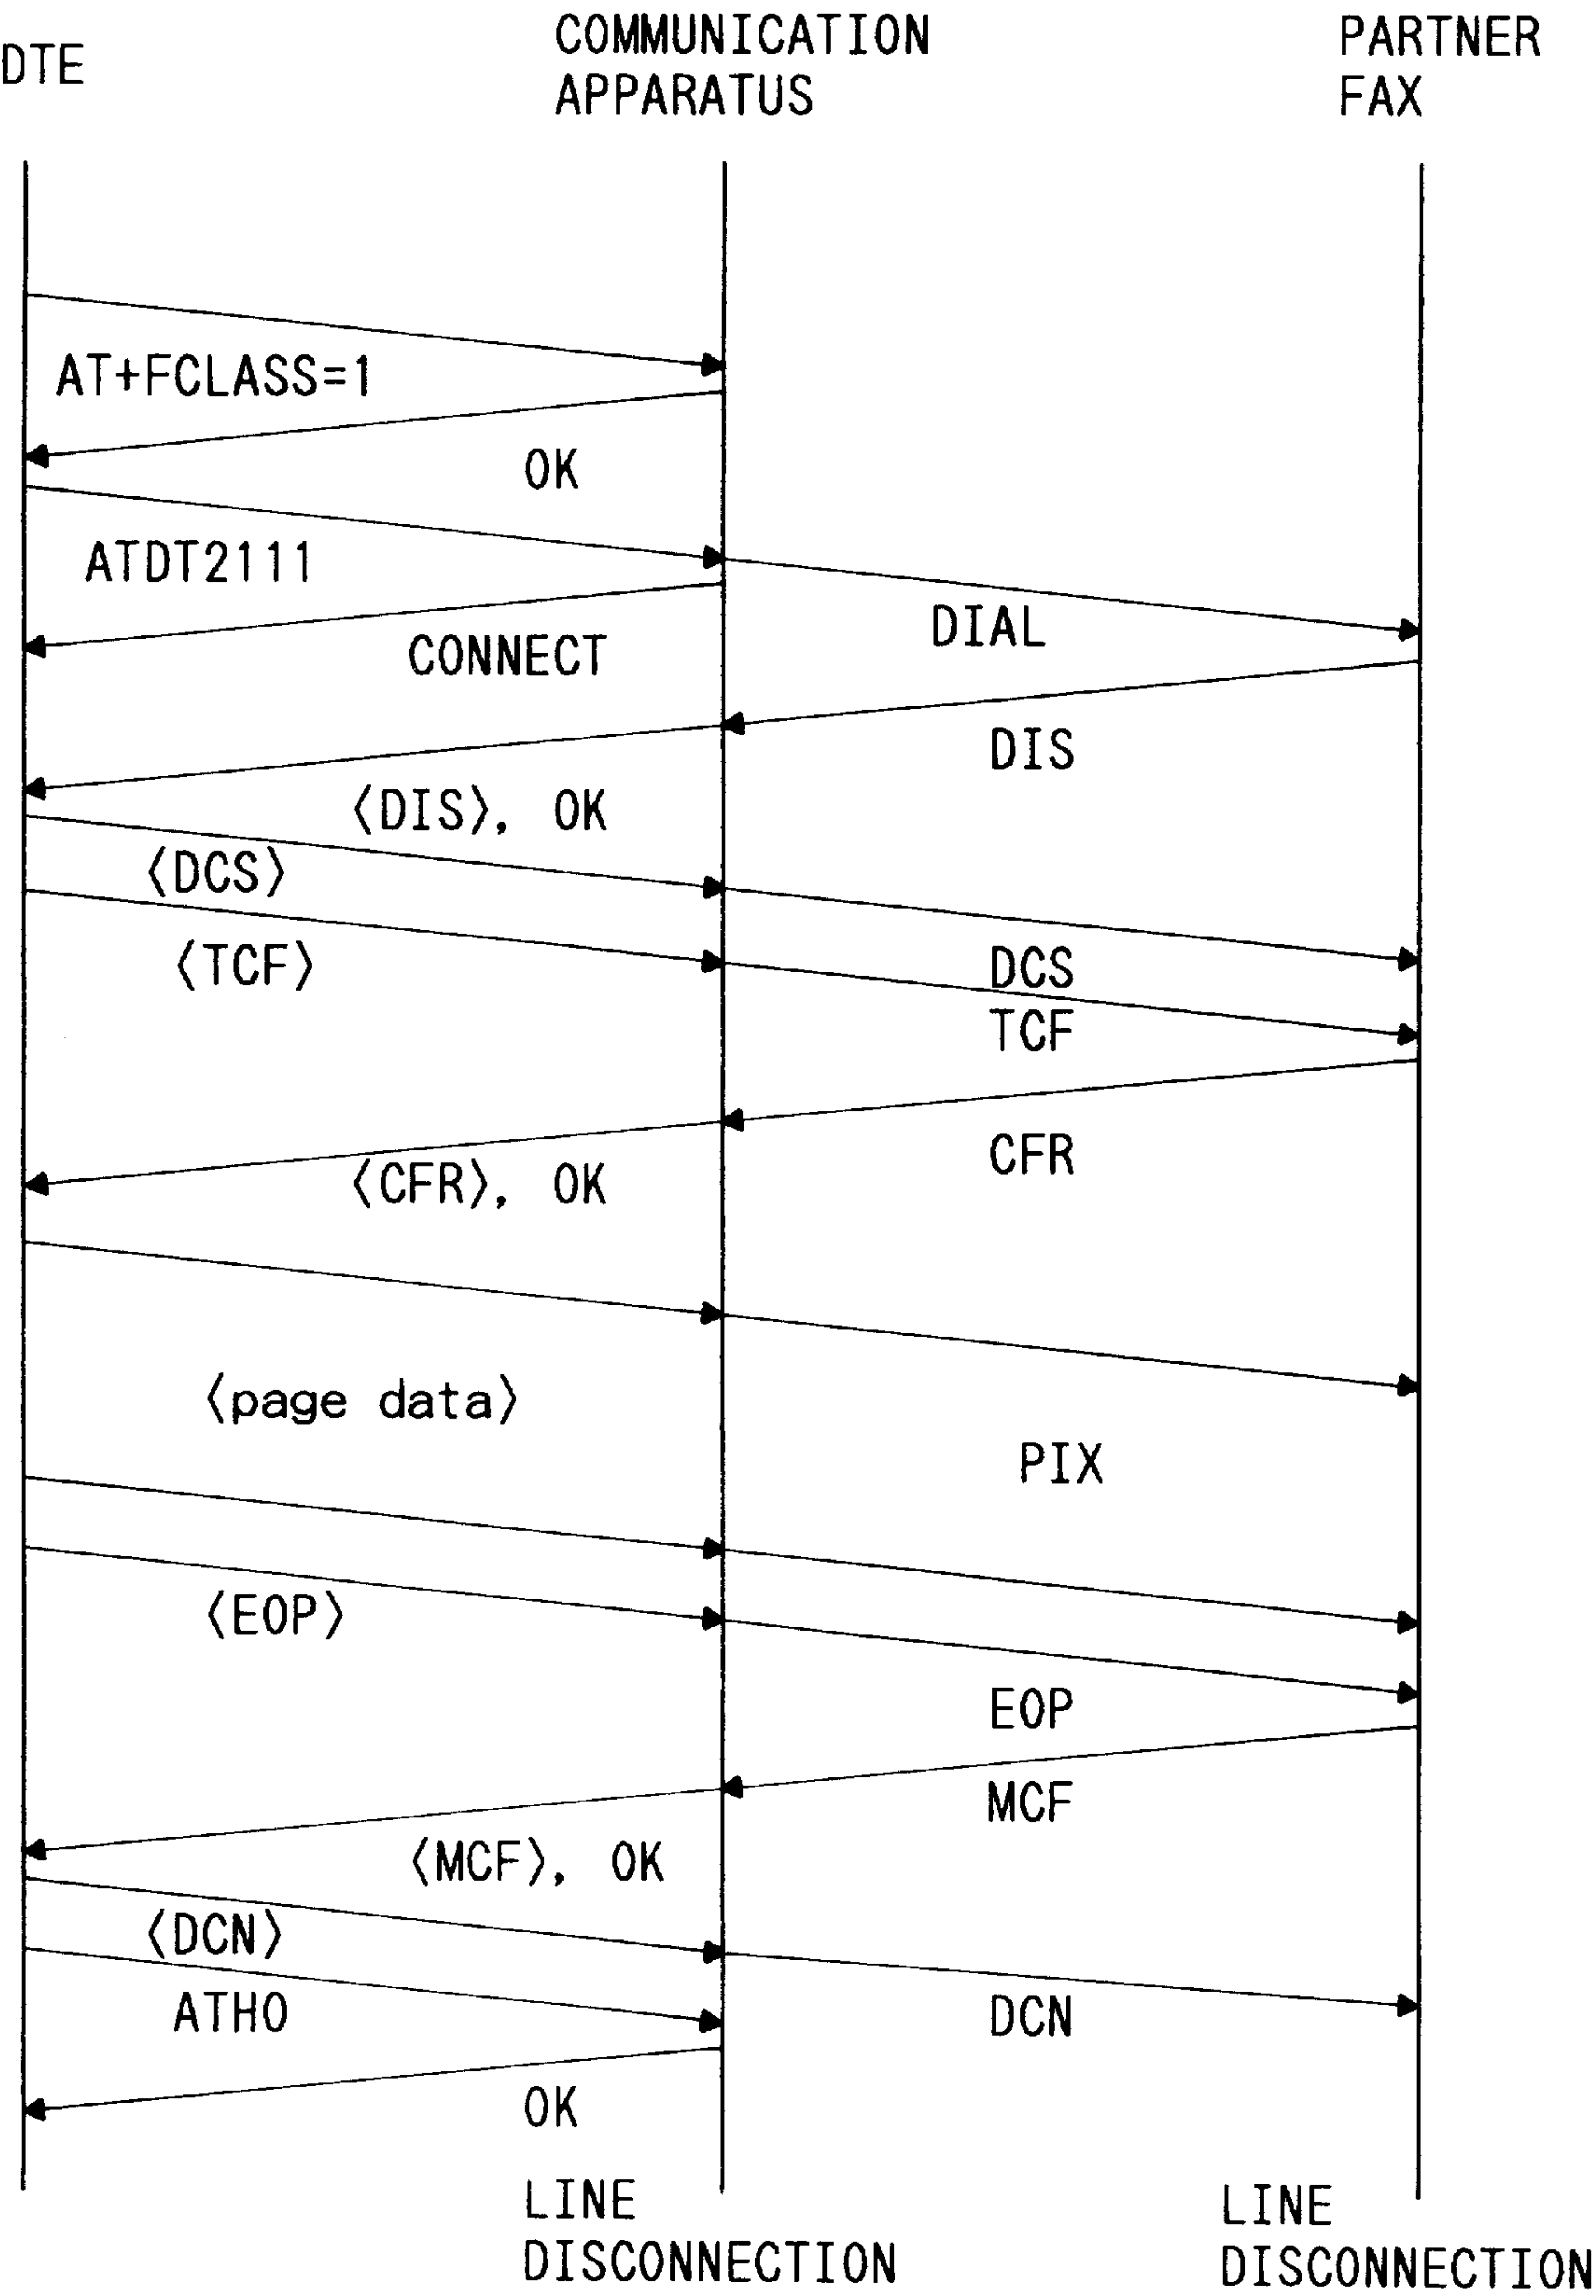 DTE
COMMUNICATION
APPARATUS
PARTNER
FAX
AT+FCLASS=1
OK
ATDT2111
DIAL
CONNECT
DIS
〈DIS〉, OK
〈DCS〉
〈TCF〉
DCS
TCF
CFR
〈CFR〉, OK
〈page data〉
PIX
〈EOP〉
EOP
MCF
〈MCF〉, OK
〈DCN〉
ATH0
DCN
OK
LINE
DISCONNECTION
LINE
DISCONNECTION